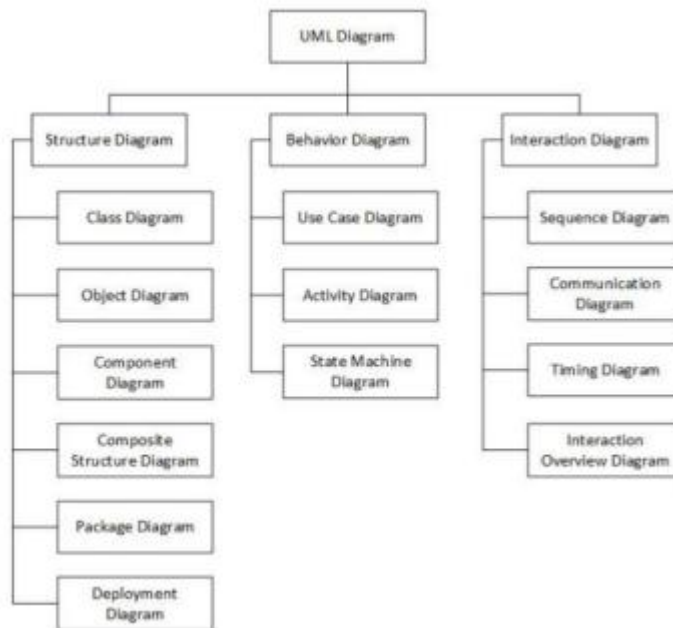 UML Diagram
Structure Diagram
Behavior Diagram
Interaction Diagram
Class Diagram
Object Diagram
Component
Diagram
Composite
Structure Diagram
Package Diagram
Deployment
Diagram
Use Case Diagram
Activity Diagram
State Machine
Diagram
Sequence Diagram
Communication
Diagram
Timing Diagram
Interaction
Overview Diagram